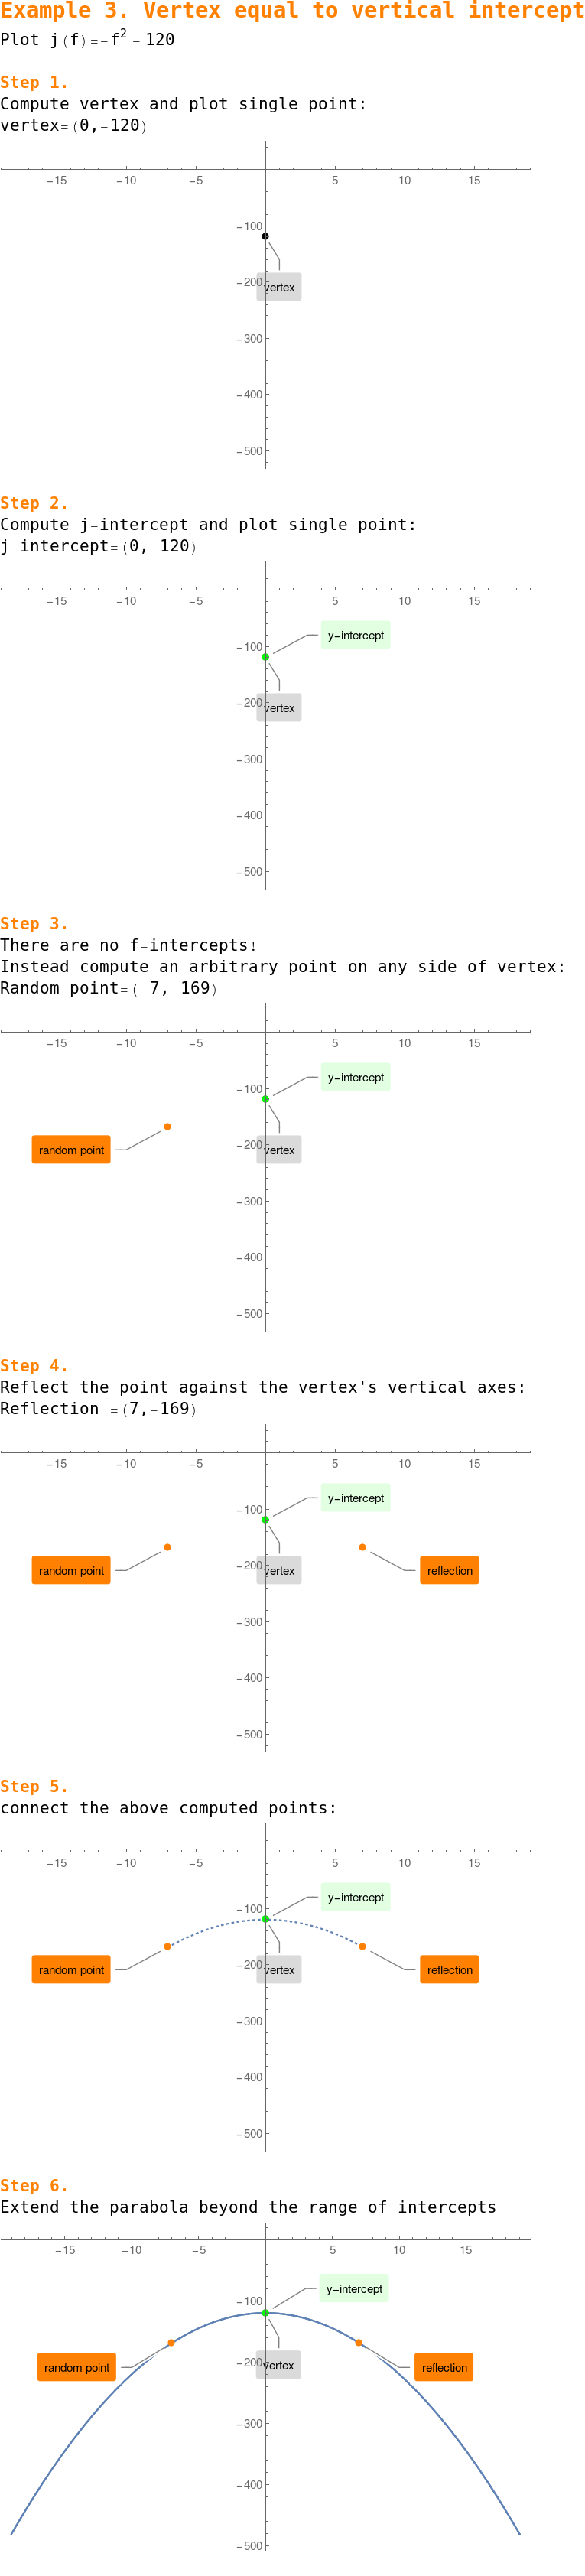 Example 3. Vertex equal to vertical intercept
Plot j(f)=-f² - 120
Step 1.
Compute vertex and plot single point:
vertex=(0,-120)
-15 -10 -5 5 10 15
-100
-200
vertex
-300
-400
-500
Step 2.
Compute j-intercept and plot single point:
j-intercept=(0,-120)
-15 -10 -5 5 10 15
y-intercept
-100
-200
vertex
-300
-400
-500
Step 3.
There are no f-intercepts!
Instead compute an arbitrary point on any side of vertex:
Random point=(-7,-169)
-15 -10 -5 5 10 15
y-intercept
-100
random point
-200
vertex
-300
-400
-500
Step 4.
Reflect the point against the vertex's vertical axes:
Reflection =(7,-169)
-15 -10 -5 5 10 15
y-intercept
-100
random point
-200
vertex
reflection
-300
-400
-500
Step 5.
connect the above computed points:
-15 -10 -5 5 10 15
y-intercept
-100
random point
-200
vertex
reflection
-300
-400
-500
Step 6.
Extend the parabola beyond the range of intercepts
-15 -10 -5 5 10 15
y-intercept
-100
random point
-200
vertex
reflection
-300
-400
-500